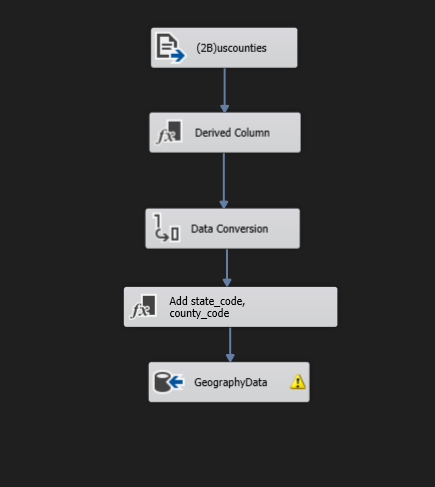 (2B)uscounties
Derived Column
Data Conversion
Add state_code,
county_code
GeographyData